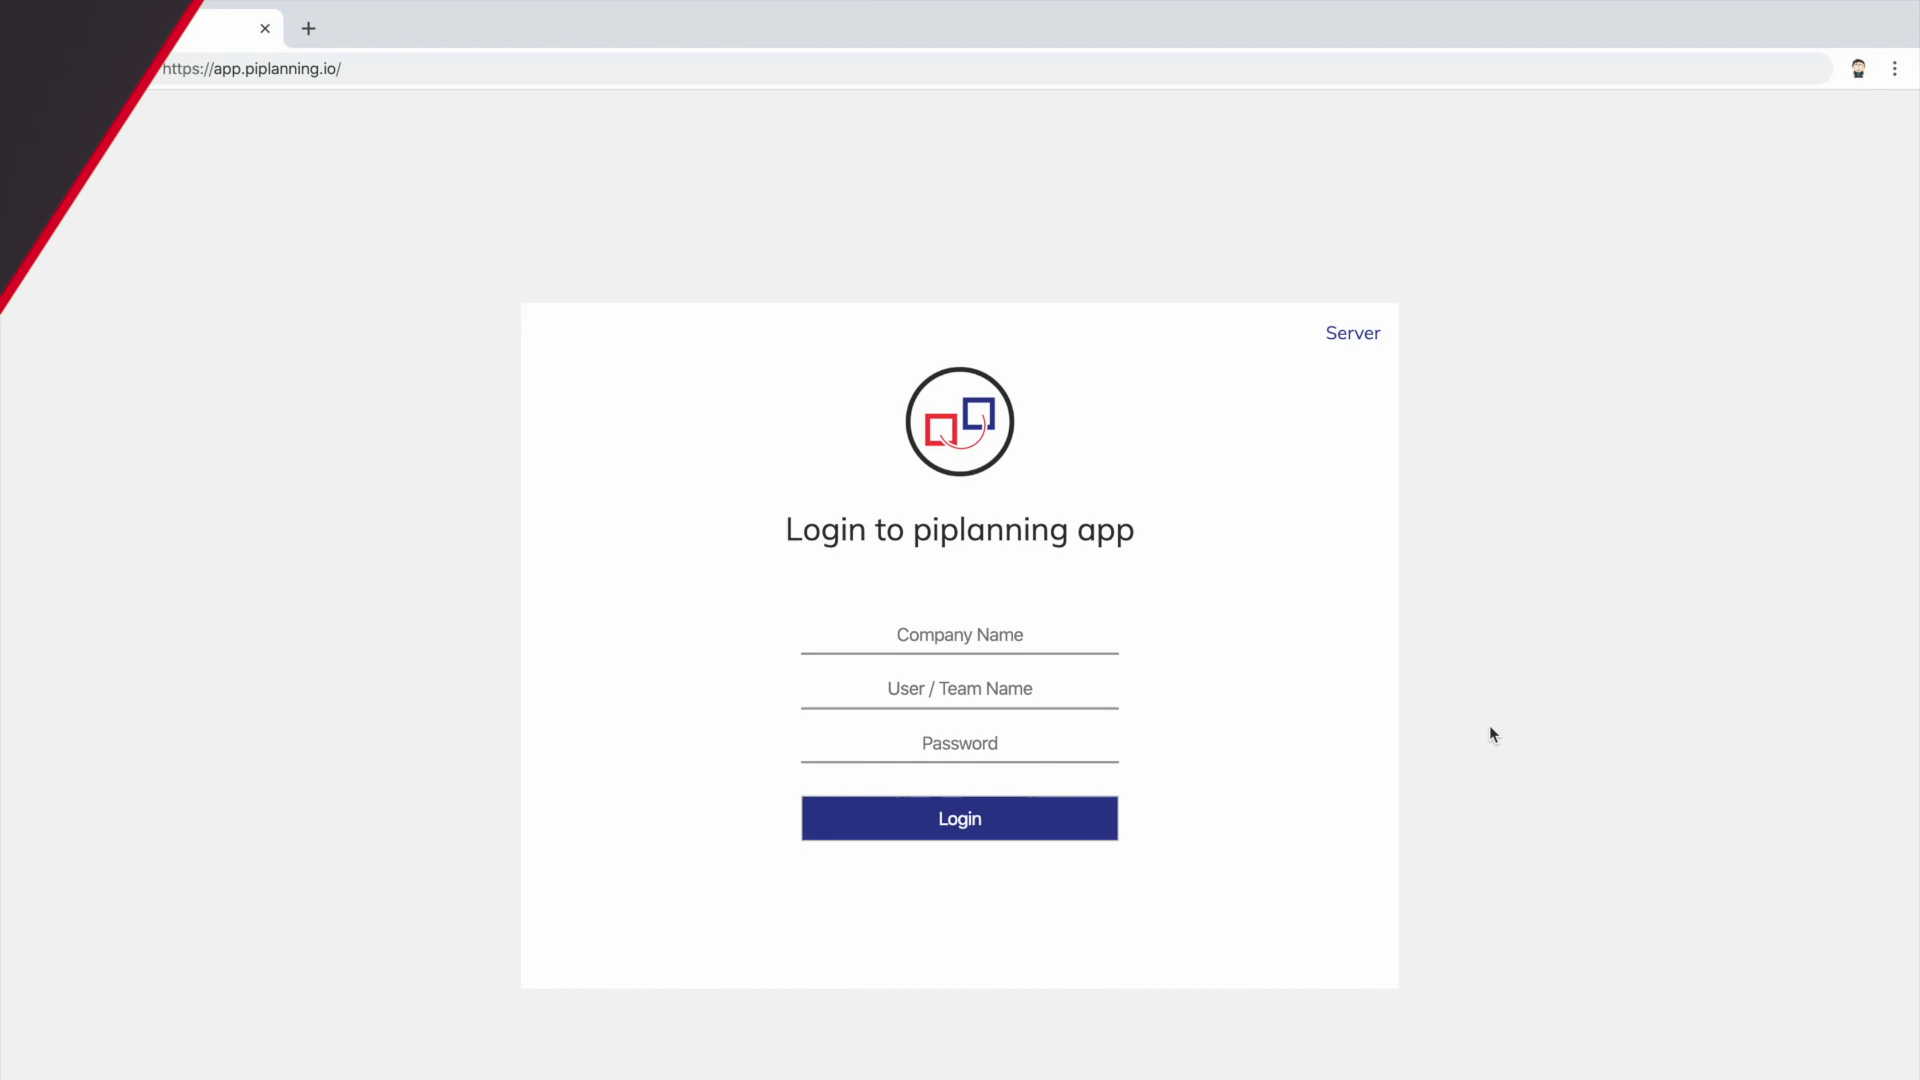 https://app.piplanning.io/
Server
Login to piplanning app
Company Name
User / Team Name
Password
Login